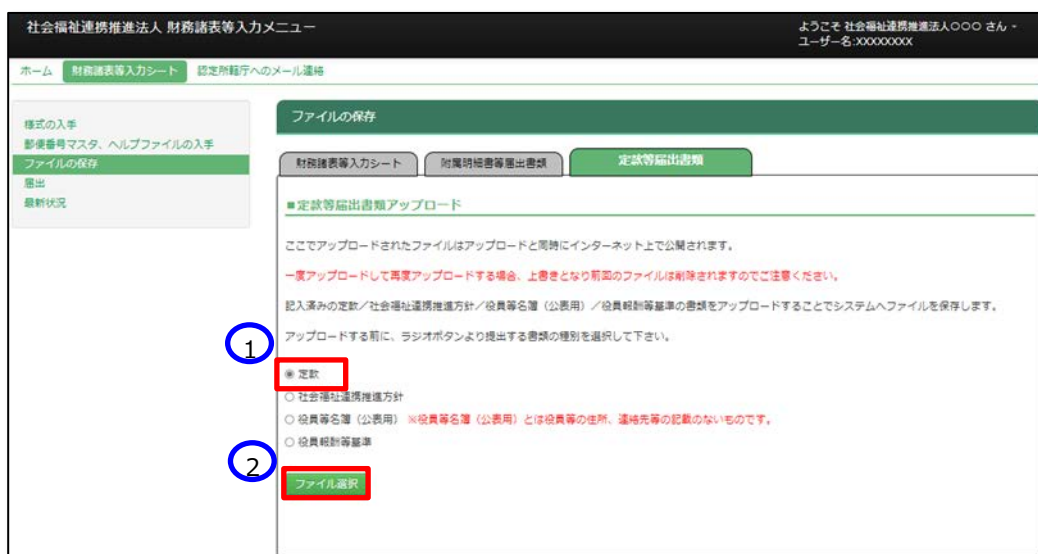 社会福祉連携推進法人 財務諸表等入力メニュー
ようこそ 社会福祉連携推進法人〇〇〇 さん
ユーザー名:XXXXXXXX
ホーム 財務諸表等入力シート 認定所轄庁へのメール連絡
様式の入手
郵便番号マスタ、ヘルプファイルの入手
ファイルの保存
届出
最新状況
ファイルの保存
財務諸表等入力シート 附属明細書等届出書類 定款等届出書類
■定款等届出書類アップロード
ここでアップロードされたファイルはアップロードと同時にインターネット上で公開されます。
一度アップロードして再度アップロードする場合、上書きとなり前回のファイルは削除されますのでご注意ください。
記入済みの定款/社会福祉連携推進方針/役員等名簿（公表用）/役員報酬等基準の書類をアップロードすることでシステムへファイルを保存します。
アップロードする前に、ラジオボタンより提出する書類の種別を選択して下さい。
1
定款
社会福祉連携推進方針
役員等名簿（公表用） ※役員等名簿（公表用）とは役員等の住所、連絡先等の記載のないものです。
役員報酬等基準
2
ファイル選択